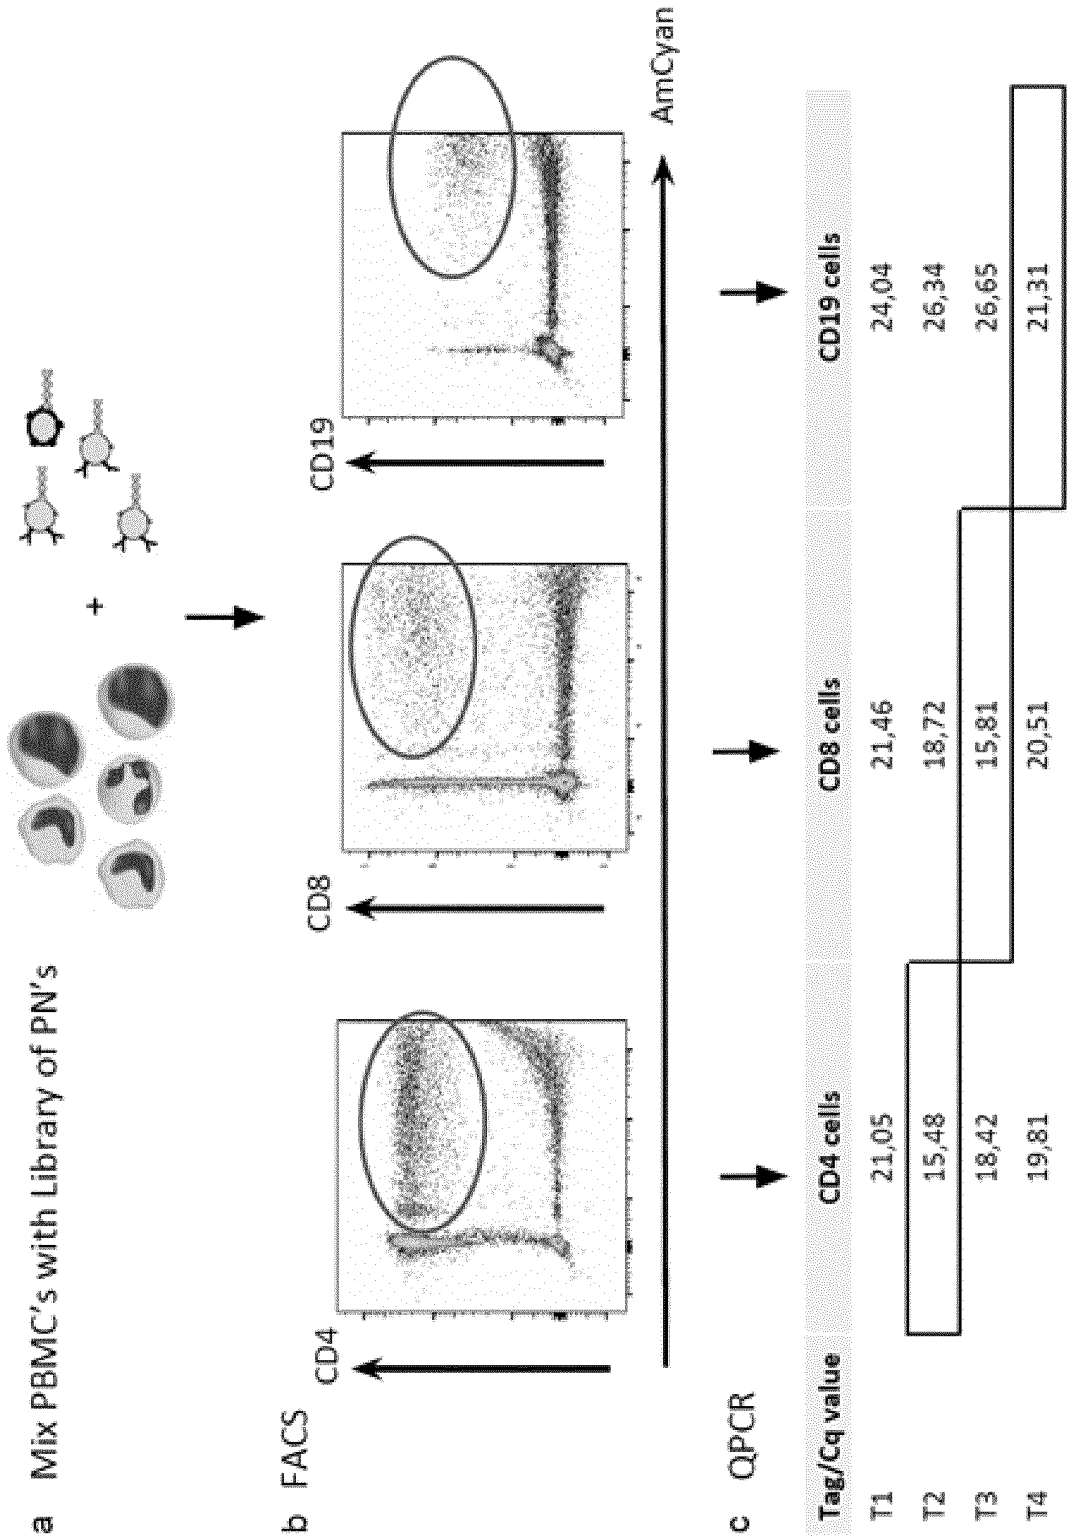 a Mix PBMC's with Library of PN's
+
b FACS
CD4
CD8
CD19
AmCyan
c QPCR
Tag/Cq value CD4 cells CD8 cells CD19 cells
T1 21,05 21,46 24,04
T2 15,48 18,72 26,34
T3 18,42 15,81 26,65
T4 19,81 20,51 21,31